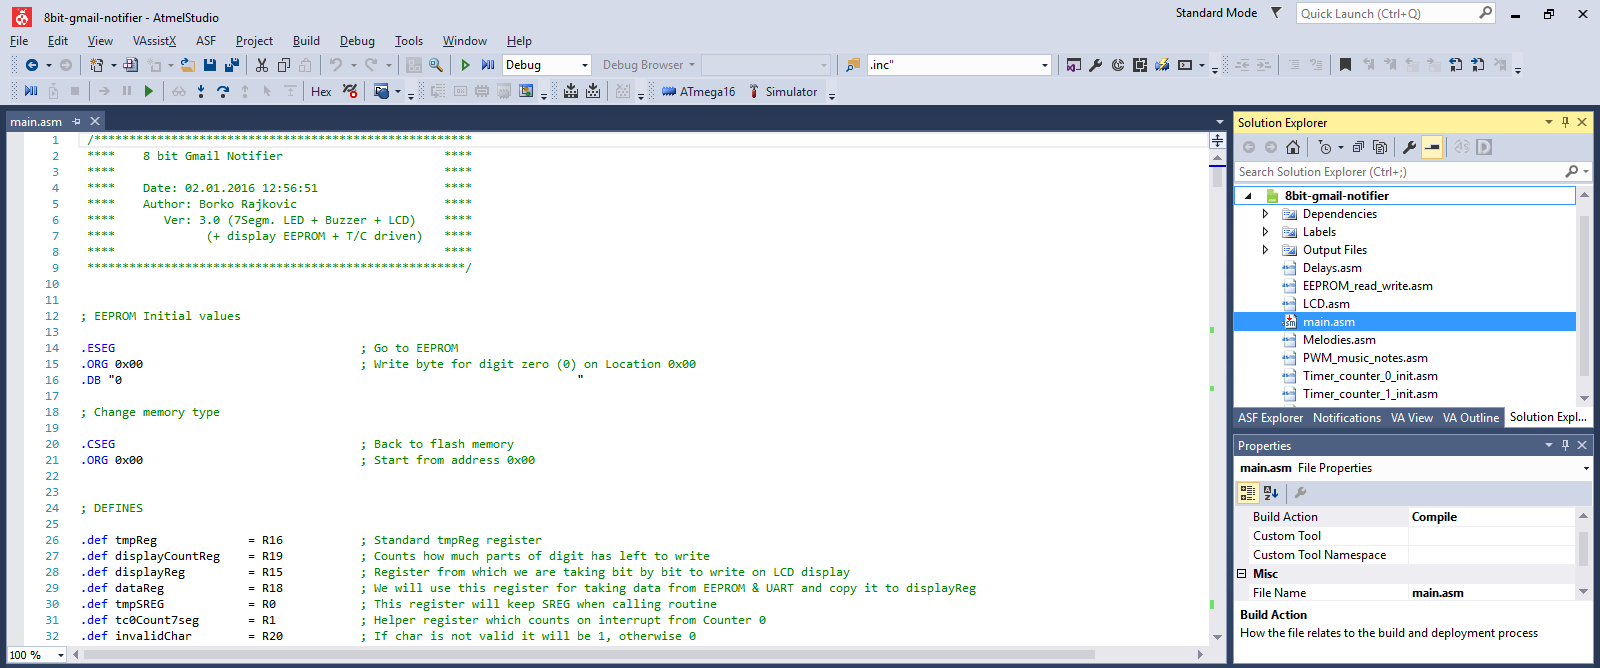 8bit-gmail-notifier - AtmelStudio
Standard Mode
Quick Launch (Ctrl+Q)
File Edit View VAssistX ASF Project Build Debug Tools Window Help
Debug Debug Browser .inc"
Hex ATmega16 Simulator
main.asm
1 /******************************************************
2 **** 8 bit Gmail Notifier ****
3 **** ****
4 **** Date: 02.01.2016 12:56:51 ****
5 **** Author: Borko Rajkovic ****
6 **** Ver: 3.0 (7Segm. LED + Buzzer + LCD) ****
7 **** (+ display EEPROM + T/C driven) ****
8 **** ****
9 ******************************************************/
10
11
12 ; EEPROM Initial values
13
14 .ESEG ; Go to EEPROM
15 .ORG 0x00 ; Write byte for digit zero (0) on Location 0x00
16 .DB "0 "
17
18 ; Change memory type
19
20 .CSEG ; Back to flash memory
21 .ORG 0x00 ; Start from address 0x00
22
23
24 ; DEFINES
25
26 .def tmpReg = R16 ; Standard tmpReg register
27 .def displayCountReg = R19 ; Counts how much parts of digit has left to write
28 .def displayReg = R15 ; Register from which we are taking bit by bit to write on LCD display
29 .def dataReg = R18 ; We will use this register for taking data from EEPROM & UART and copy it to displayReg
30 .def tmpSREG = R0 ; This register will keep SREG when calling routine
31 .def tc0Count7seg = R1 ; Helper register which counts on interrupt from Counter 0
32 .def invalidChar = R20 ; If char is not valid it will be 1, otherwise 0
100 %
Solution Explorer
Search Solution Explorer (Ctrl+;)
8bit-gmail-notifier
Dependencies
Labels
Output Files
Delays.asm
EEPROM_read_write.asm
LCD.asm
main.asm
Melodies.asm
PWM_music_notes.asm
Timer_counter_0_init.asm
Timer_counter_1_init.asm
ASF Explorer Notifications VA View VA Outline Solution Expl...
Properties
main.asm File Properties
Build Action Compile
Custom Tool
Custom Tool Namespace
Misc
File Name main.asm
Build Action
How the file relates to the build and deployment process